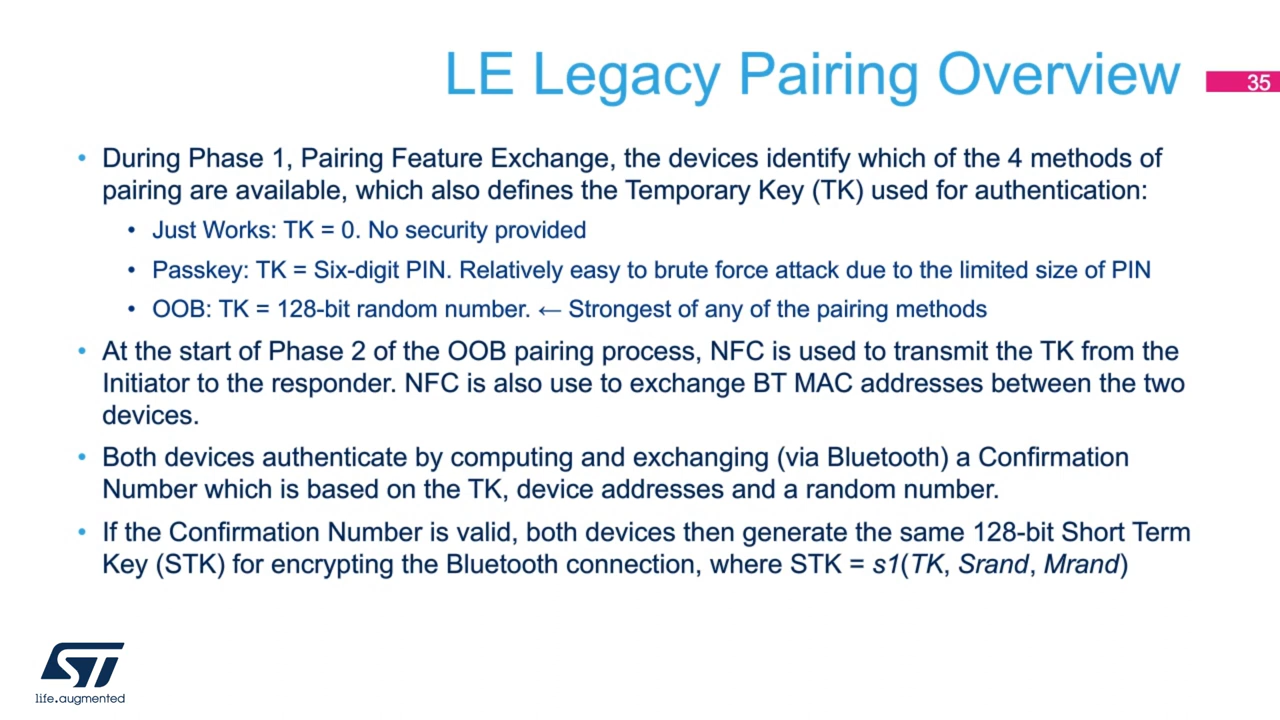 LE Legacy Pairing Overview
35
• During Phase 1, Pairing Feature Exchange, the devices identify which of the 4 methods of
pairing are available, which also defines the Temporary Key (TK) used for authentication:
• Just Works: TK = 0. No security provided
• Passkey: TK = Six-digit PIN. Relatively easy to brute force attack due to the limited size of PIN
• OOB: TK = 128-bit random number. ← Strongest of any of the pairing methods
• At the start of Phase 2 of the OOB pairing process, NFC is used to transmit the TK from the
Initiator to the responder. NFC is also use to exchange BT MAC addresses between the two
devices.
• Both devices authenticate by computing and exchanging (via Bluetooth) a Confirmation
Number which is based on the TK, device addresses and a random number.
• If the Confirmation Number is valid, both devices then generate the same 128-bit Short Term
Key (STK) for encrypting the Bluetooth connection, where STK = s1(TK, Srand, Mrand)
ST
life.augmented